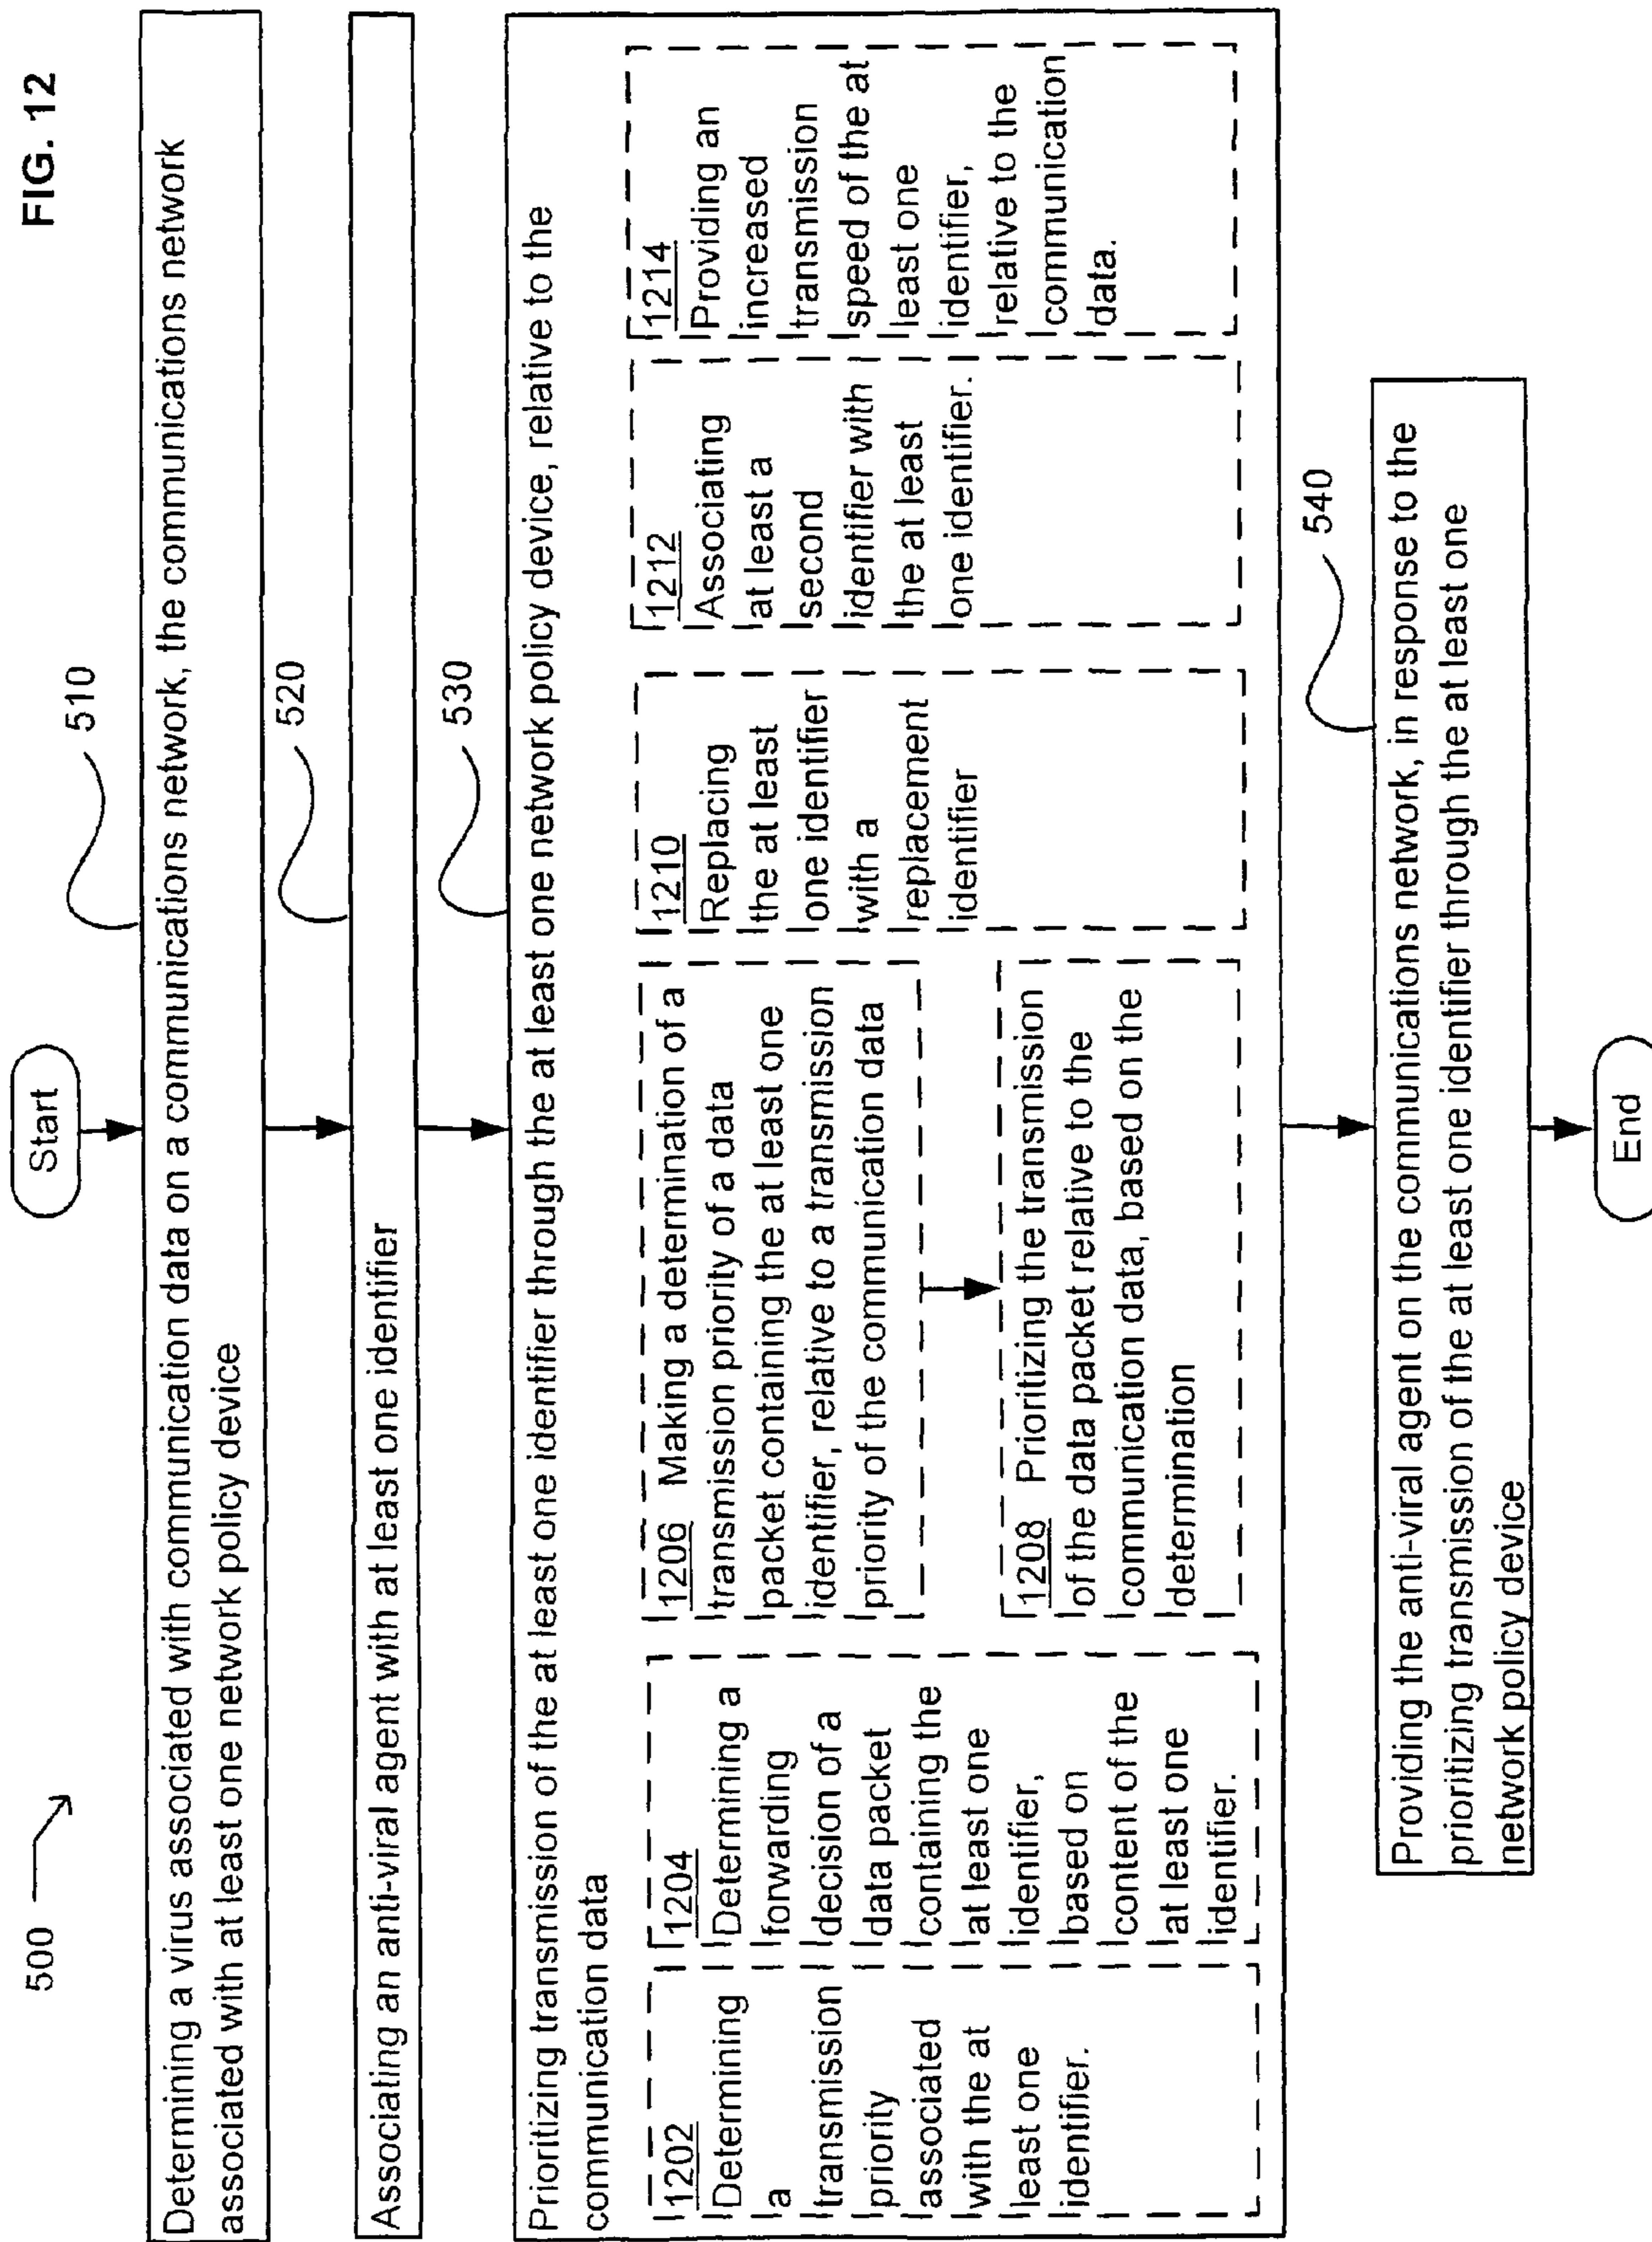 FIG. 12
500
Start
510
Determining a virus associated with communication data on a communications network, the communications network
associated with at least one network policy device
520
Associating an anti-viral agent with at least one identifier
530
Prioritizing transmission of the at least one identifier through the at least one network policy device, relative to the
communication data
1202
Determining
a
transmission
priority
associated
with the at
least one
identifier.
1204
Determining a
forwarding
decision of a
data packet
containing the
at least one
identifier,
based on
content of the
at least one
identifier.
1206 Making a determination of a
transmission priority of a data
packet containing the at least one
identifier, relative to a transmission
priority of the communication data
1208 Prioritizing the transmission
of the data packet relative to the
communication data, based on the
determination
1210
Replacing
the at least
one identifier
with a
replacement
identifier
1212
Associating
at least a
second
identifier with
the at least
one identifier.
1214
Providing an
increased
transmission
speed of the at
least one
identifier,
relative to the
communication
data.
540
Providing the anti-viral agent on the communications network, in response to the
prioritizing transmission of the at least one identifier through the at least one
network policy device
End